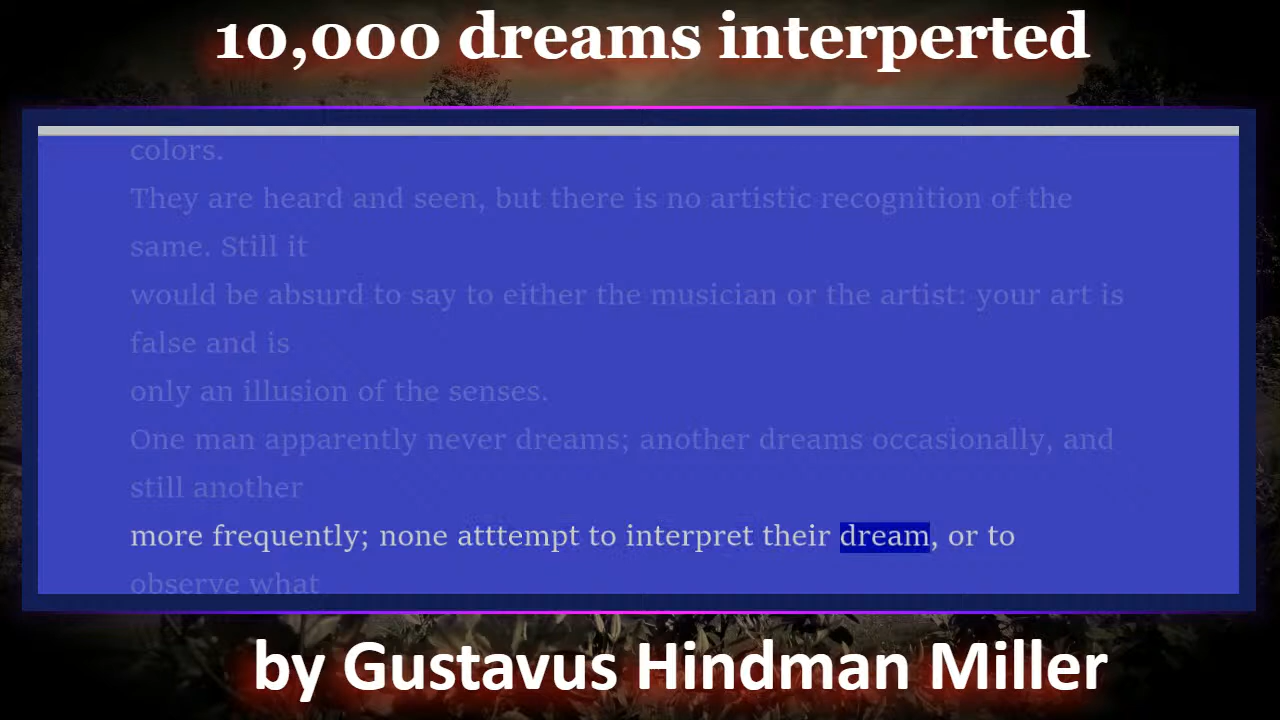 10,000 dreams interperted
colors.
They are heard and seen, but there is no artistic recognition of the
same. Still it
would be absurd to say to either the musician or the artist: your art is
false and is
only an illusion of the senses.
One man apparently never dreams; another dreams occasionally, and
still another
more frequently; none atttempt to interpret their dream, or to
observe what
by Gustavus Hindman Miller